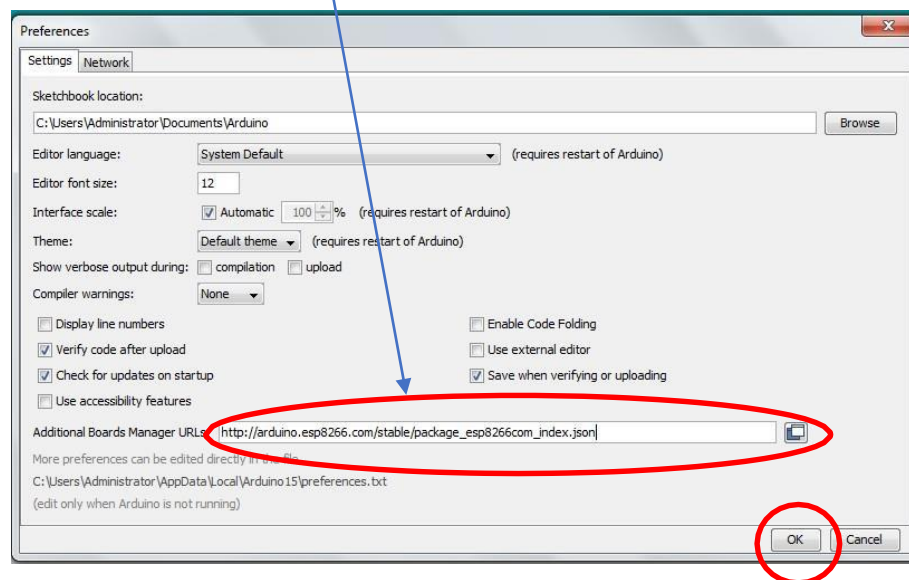 Preferences
Settings Network
Sketchbook location:
C:\Users\Administrator\Documents\Arduino Browse
Editor language: System Default (requires restart of Arduino)
Editor font size: 12
Interface scale: Automatic 100 % (requires restart of Arduino)
Theme: Default theme (requires restart of Arduino)
Show verbose output during: compilation upload
Compiler warnings: None
Display line numbers Enable Code Folding
Verify code after upload Use external editor
Check for updates on startup Save when verifying or uploading
Use accessibility features
Additional Boards Manager URLs: http://arduino.esp8266.com/stable/package_esp8266com_index.json
More preferences can be edited directly in the file
C:\Users\Administrator\AppData\Local\Arduino15\preferences.txt
(edit only when Arduino is not running)
OK Cancel